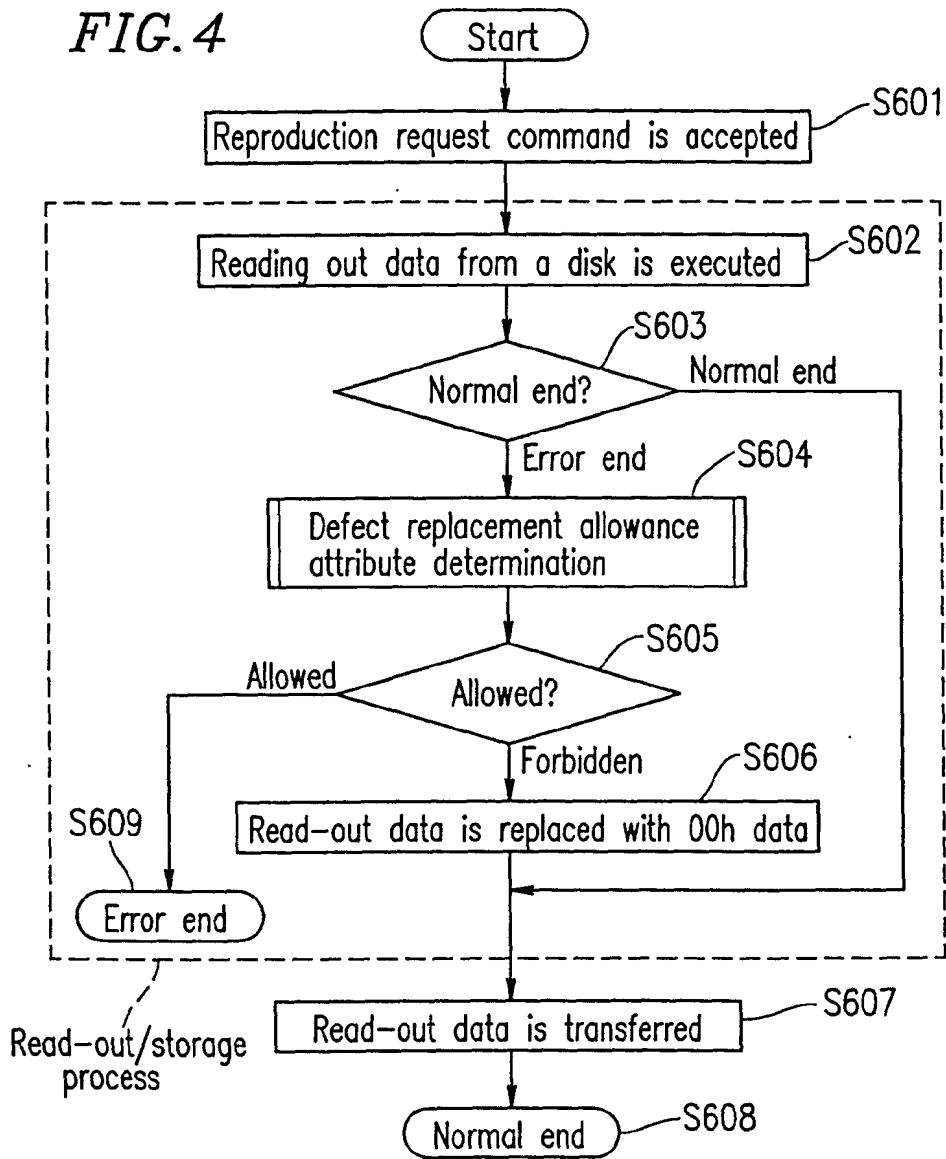 FIG. 4
Start
S601
Reproduction request command is accepted
S602
Reading out data from a disk is executed
S603
Normal end?
Normal end
Error end
S604
Defect replacement allowance
attribute determination
S605
Allowed
Allowed?
Forbidden
S606
Read-out data is replaced with 00h data
S609
Error end
S607
Read-out data is transferred
Read-out/storage
process
S608
Normal end